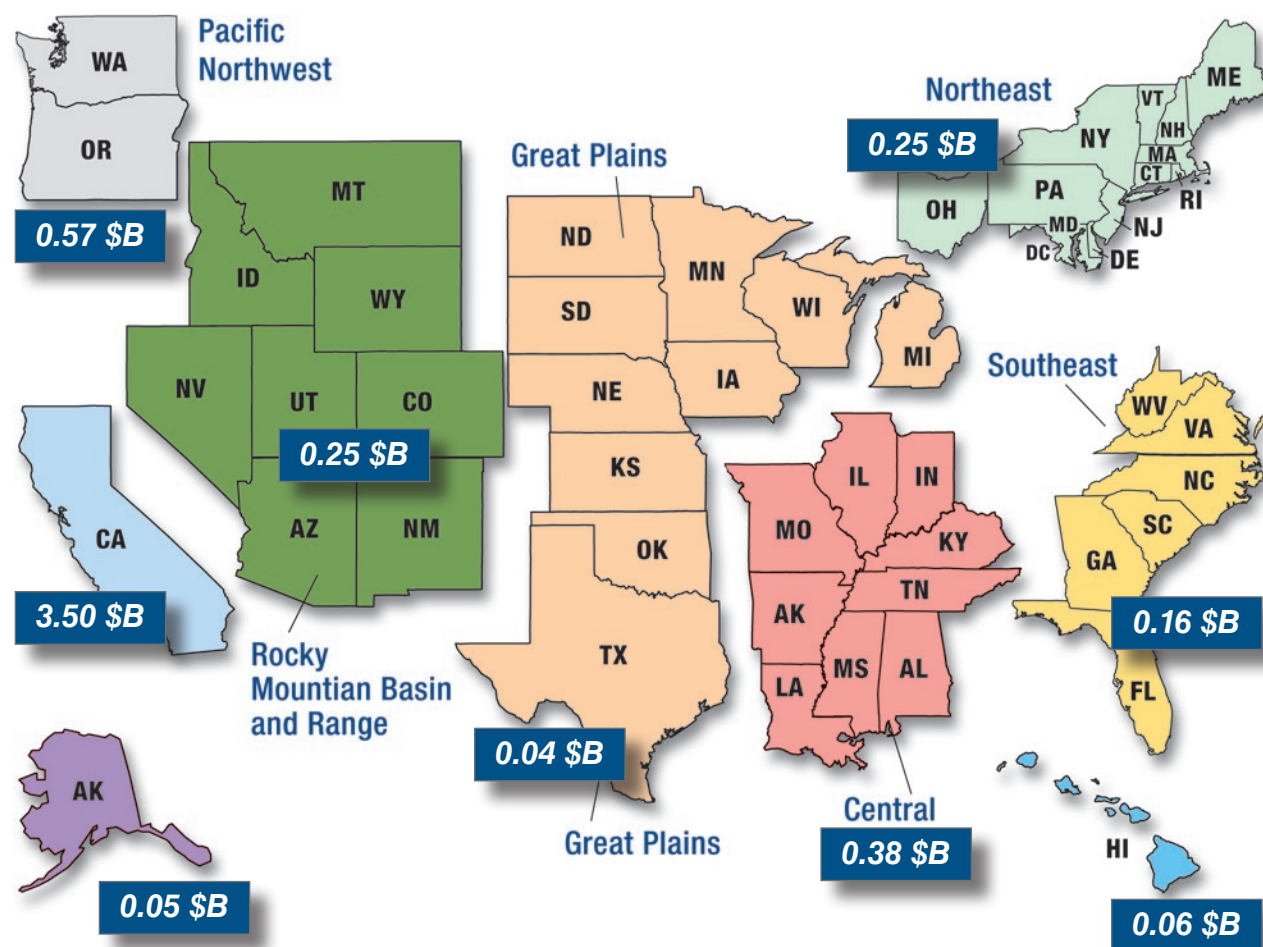 WA
OR
Pacific
Northwest
0.57 $B
MT
ID
WY
NV
UT
CO
0.25 $B
AZ
NM
Rocky
Mountian Basin
and Range
CA
3.50 $B
AK
0.05 $B
Great Plains
ND
MN
SD
WI
MI
NE
IA
KS
OK
TX
0.04 $B
Great Plains
IL
IN
MO
KY
TN
AK
MS
AL
LA
Central
0.38 $B
Northeast
0.25 $B
ME
VT
NH
NY
MA
CT
RI
PA
OH
NJ
MD
DC
DE
Southeast
WV
VA
NC
SC
GA
0.16 $B
FL
HI
0.06 $B